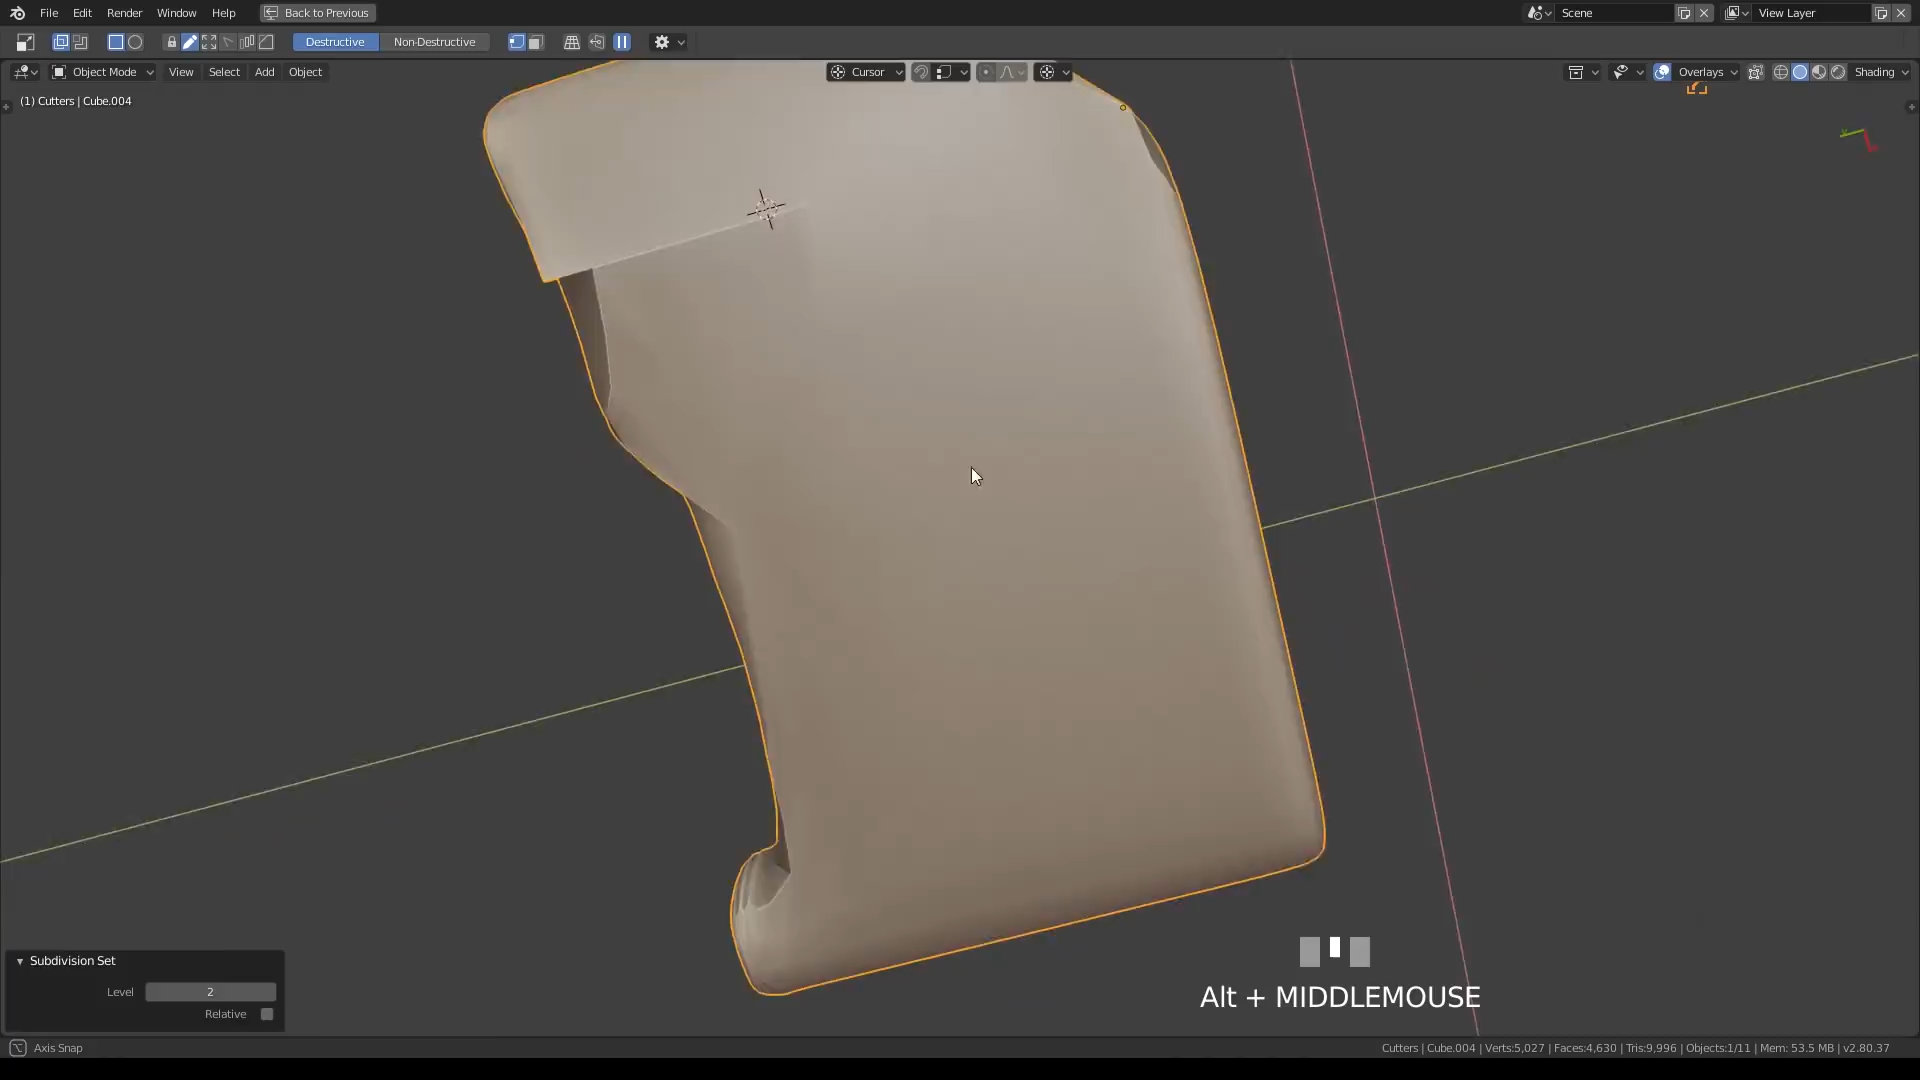 File Edit Render Window Help Back to Previous Scene View Layer
Destructive Non-Destructive
Object Mode View Select Add Object Cursor Overlays Shading
(1) Cutters | Cube.004
Subdivision Set
Level 2
Relative
Alt + MIDDLEMOUSE
Axis Snap Cutters | Cube.004 | Verts:5,027 | Faces:4,630 | Tris:9,996 | Objects:1/11 | Mem: 53.5 MB | v2.80.37